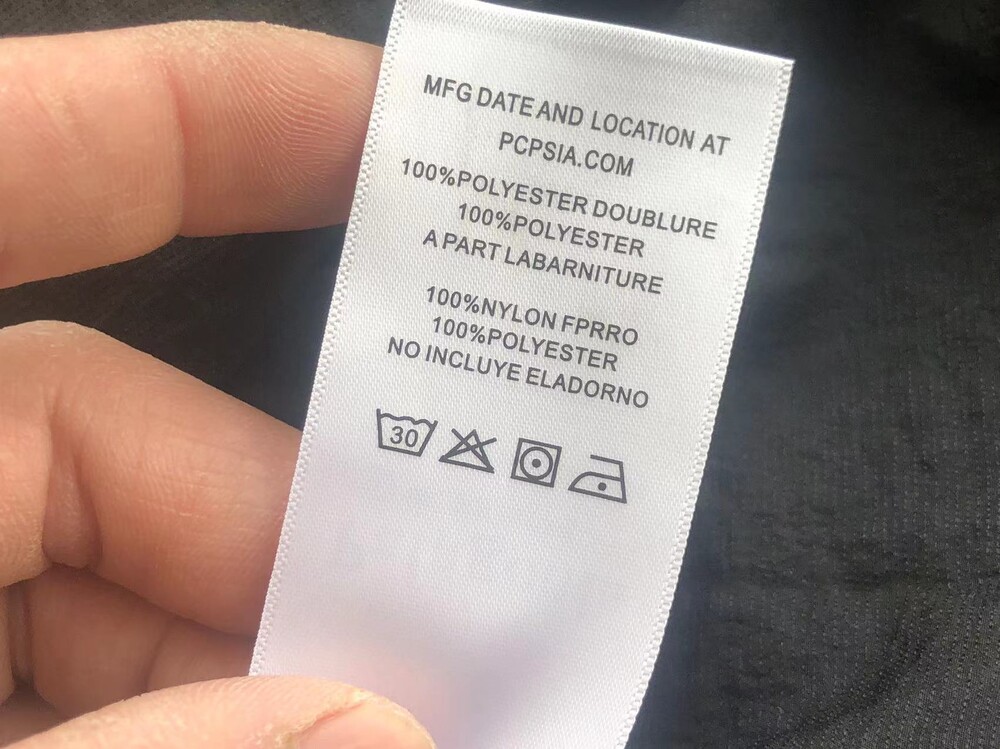 MFG DATE AND LOCATION AT
PCPSIA.COM
100%POLYESTER DOUBLURE
100%POLYESTER
A PART LABARNITURE
100%NYLON FPRRO
100%POLYESTER
NO INCLUYE ELADORNO
30